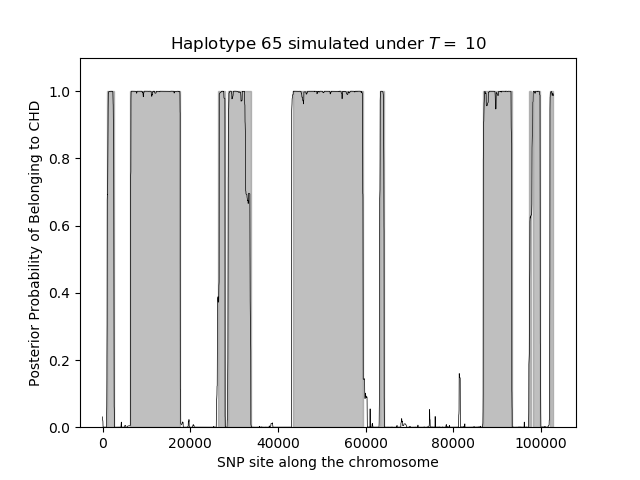 Haplotype 65 simulated under T = 10
Posterior Probability of Belonging to CHD
1.0
0.8
0.6
0.4
0.2
0.0
0 20000 40000 60000 80000 100000
SNP site along the chromosome